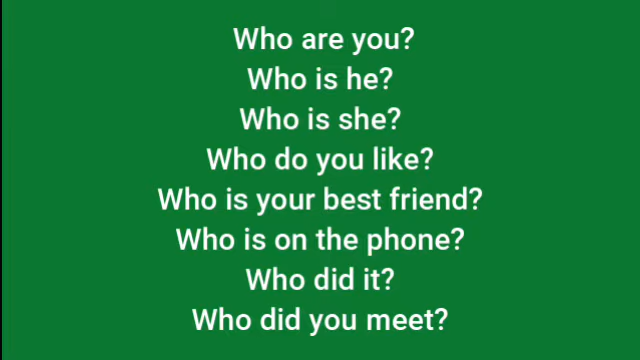 Who are you?
Who is he?
Who is she?
Who do you like?
Who is your best friend?
Who is on the phone?
Who did it?
Who did you meet?